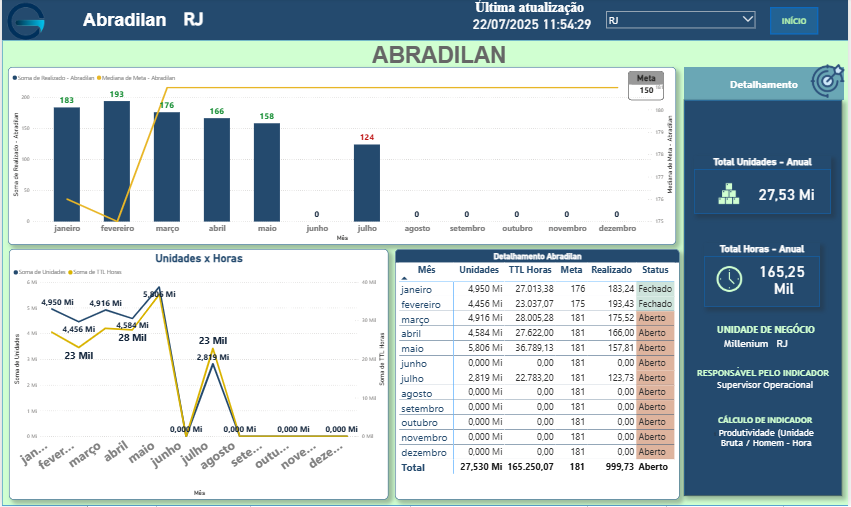 Abradilan RJ
Última atualização
22/07/2025 11:54:29
RJ
INÍCIO
ABRADILAN
Soma de Realizado - Abradilan Mediana de Meta - Abradilan
Meta
150
Soma de Realizado - Abradilan
200
150
100
50
0
183
193
176
166
158
0
124
0
0
0
0
0
janeiro fevereiro março abril maio junho julho agosto setembro outubro novembro dezembro
Mês
Mediana de Meta - Abradilan
180
179
178
177
176
175
Detalhamento
Total Unidades - Anual
27,53 Mi
Total Horas - Anual
165,25
Mil
UNIDADE DE NEGÓCIO
Millenium RJ
RESPONSÁVEL PELO INDICADOR
Supervisor Operacional
CÁLCULO DE INDICADOR
Produtividade (Unidade
Bruta / Homem - Hora
Unidades x Horas
Soma de Unidades Soma de TTL Horas
Soma de Unidades
6 Mi
5 Mi
4 Mi
3 Mi
2 Mi
1 Mi
0 Mi
4,950 Mi
4,456 Mi
23 Mil
4,916 Mi
4,584 Mi
28 Mil
5,806 Mi
0,000 Mi
23 Mil
2,819 Mi
0,000 Mi
0,000 Mi
0,000 Mi
40 Mil
30 Mil
20 Mil
10 Mil
0 Mil
Soma de TTL Horas
jan... fever... março abril maio junho julho agosto sete... outu... nove... deze...
Mês
Detalhamento Abradilan
Mês Unidades TTL Horas Meta Realizado Status
janeiro 4,950 Mi 27.013,38 176 183,24 Fechado
fevereiro 4,456 Mi 23.037,07 175 193,43 Fechado
março 4,916 Mi 28.005,28 181 175,52 Aberto
abril 4,584 Mi 27.622,00 181 166,00 Aberto
maio 5,806 Mi 36.789,13 181 157,81 Aberto
junho 0,000 Mi 0,00 181 0,00 Aberto
julho 2,819 Mi 22.783,20 181 123,73 Aberto
agosto 0,000 Mi 0,00 181 0,00 Aberto
setembro 0,000 Mi 0,00 181 0,00 Aberto
outubro 0,000 Mi 0,00 181 0,00 Aberto
novembro 0,000 Mi 0,00 181 0,00 Aberto
dezembro 0,000 Mi 0,00 181 0,00 Aberto
Total 27,530 Mi 165.250,07 181 999,73 Aberto